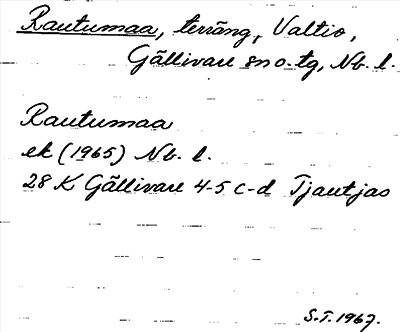 Rautumaa, terräng, Valtio,
Gällivare sn o. tg, Nb. l.
Rautumaa
ek (1965) Nb. l.
28 K Gällivare 4-5 c-d Tjautjas
S.T. 1967.